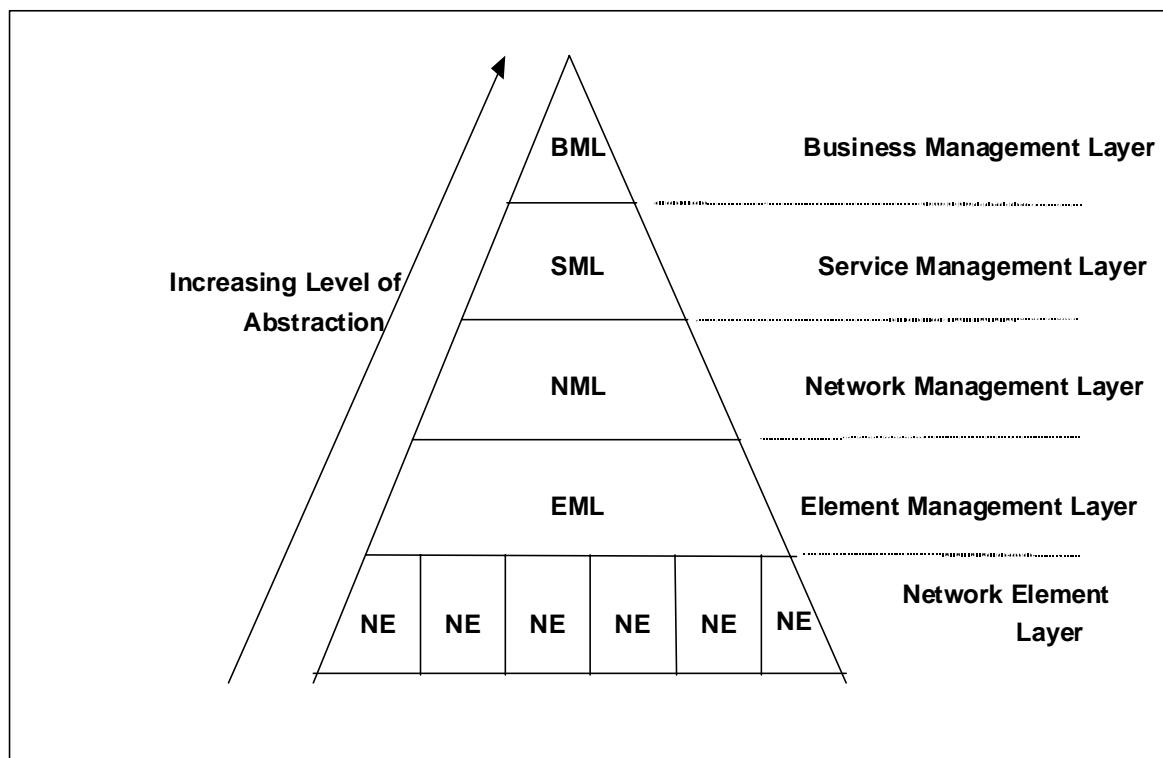 BML
Business Management Layer
SML
Service Management Layer
Increasing Level of
Abstraction
NML
Network Management Layer
EML
Element Management Layer
NE NE NE NE NE NE
Network Element
Layer